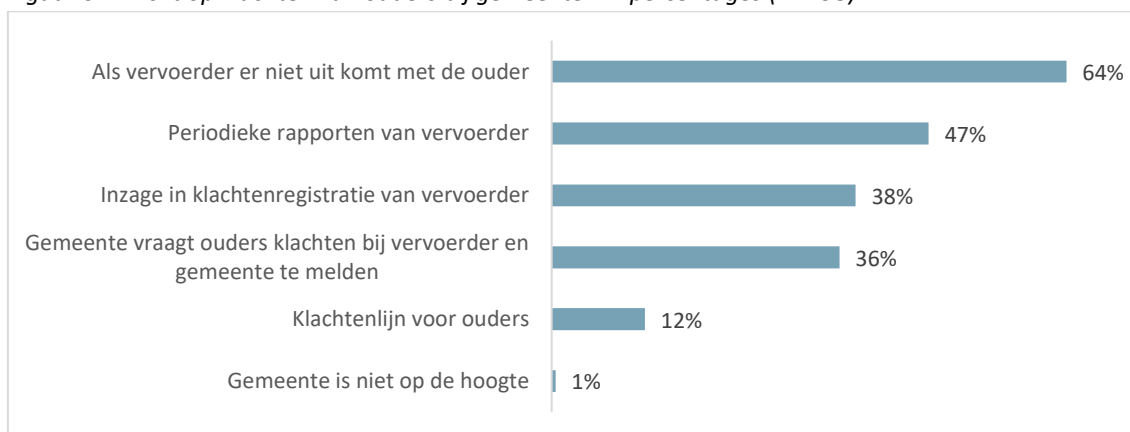 Als vervoerder er niet uit komt met de ouder 64%
Periodieke rapporten van vervoerder 47%
Inzage in klachtenregistratie van vervoerder 38%
Gemeente vraagt ouders klachten bij vervoerder en
gemeente te melden 36%
Klachtenlijn voor ouders 12%
Gemeente is niet op de hoogte 1%